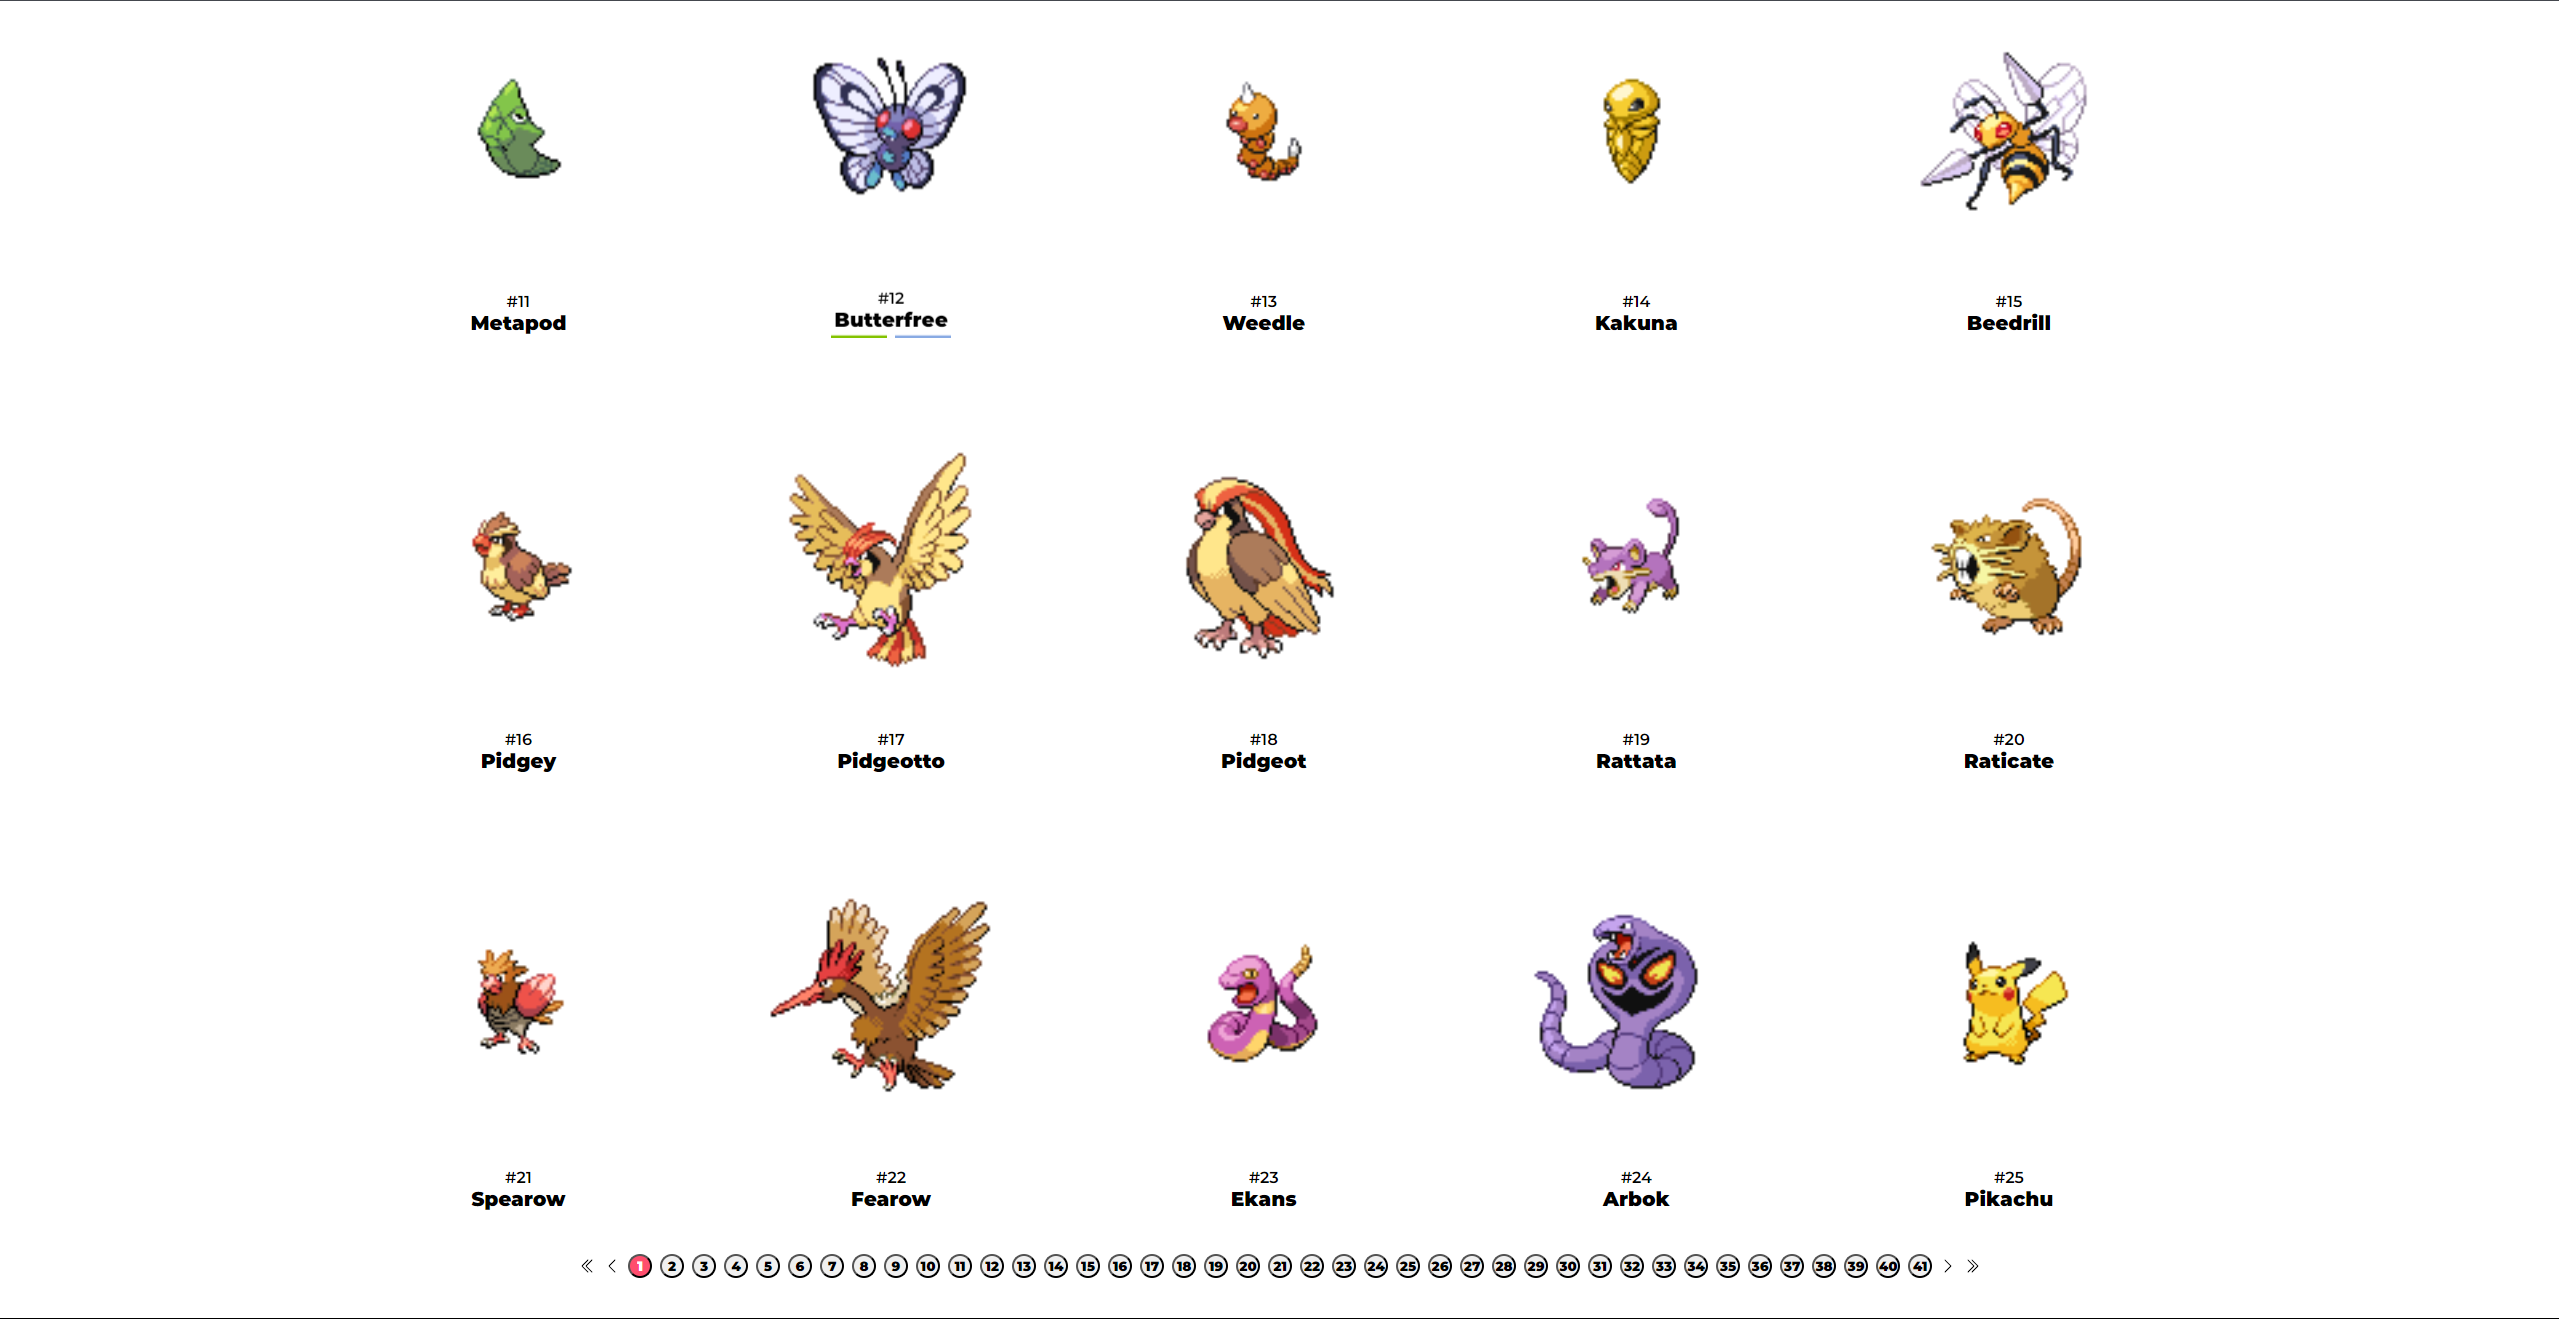 #11 #12 #13 #14 #15
Metapod Butterfree Weedle Kakuna Beedrill
#16 #17 #18 #19 #20
Pidgey Pidgeotto Pidgeot Rattata Raticate
#21 #22 #23 #24 #25
Spearow Fearow Ekans Arbok Pikachu
« ‹ 1 2 3 4 5 6 7 8 9 10 11 12 13 14 15 16 17 18 19 20 21 22 23 24 25 26 27 28 29 30 31 32 33 34 35 36 37 38 39 40 41 › »